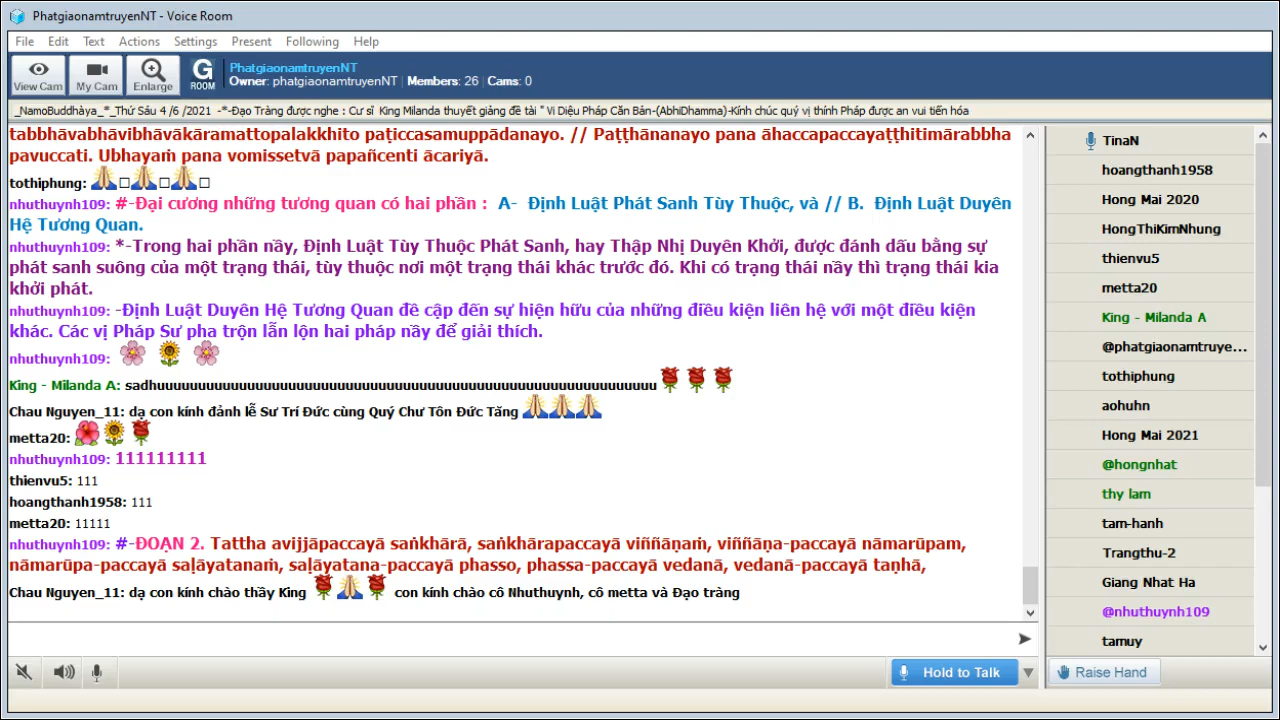 PhatgiaonamtruyenNT - Voice Room
File Edit Text Actions Settings Present Following Help
View Cam My Cam Enlarge G ROOM
PhatgiaonamtruyenNT
Owner: phatgiaonamtruyenNT | Members: 26 | Cams: 0
_NamoBuddhàya_*_Thứ Sáu 4 /6 /2021 -*-Đạo Tràng được nghe : Cư sĩ King Milanda thuyết giảng đề tài " Vi Diệu Pháp Căn Bản-(AbhiDhamma)-Kính chúc quý vị thính Pháp được an vui tiến hóa
tabbhāvabhāvibhāvākāramattopalakkhito paṭiccasamuppādanayo. // Paṭṭhānanayo pana āhaccapaccayaṭṭhitimārabbha
pavuccati. Ubhayaṃ pana vomissetvā papañcenti ācariyā.
tothiphung: 🙏□🙏□🙏□
nhuthuynh109: #-Đại cương những tương quan có hai phần : A- Định Luật Phát Sanh Tùy Thuộc, và // B. Định Luật Duyên
Hệ Tương Quan.
nhuthuynh109: *-Trong hai phần nầy, Định Luật Tùy Thuộc Phát Sanh, hay Thập Nhị Duyên Khởi, được đánh dấu bằng sự
phát sanh suông của một trạng thái, tùy thuộc nơi một trạng thái khác trước đó. Khi có trạng thái nầy thì trạng thái kia
khởi phát.
nhuthuynh109: -Định Luật Duyên Hệ Tương Quan đề cập đến sự hiện hữu của những điều kiện liên hệ với một điều kiện
khác. Các vị Pháp Sư pha trộn lẫn lộn hai pháp nầy để giải thích.
nhuthuynh109: 🌸 🌻 🌸
King - Milanda A: sadhuuuuuuuuuuuuuuuuuuuuuuuuuuuuuuuuuuuuuuuuuuuuuuuuuuuuuuuuuuuuu 🌹🌹🌹
Chau Nguyen_11: dạ con kính đảnh lễ Sư Trí Đức cùng Quý Chư Tôn Đức Tăng 🙏🙏🙏
metta20: 🌺🌻🌹
nhuthuynh109: 111111111
thienvu5: 111
hoangthanh1958: 111
metta20: 11111
nhuthuynh109: #-ĐOẠN 2. Tattha avijjāpaccayā saṅkhārā, saṅkhārapaccayā viññāṇaṁ, viññāṇa-paccayā nāmarūpam,
nāmarūpa-paccayā saḷāyatanaṁ, saḷāyatana-paccayā phasso, phassa-paccayā vedanā, vedanā-paccayā taṇhā,
Chau Nguyen_11: dạ con kính chào thầy King 🌹🙏🌹 con kính chào cô Nhuthuynh, cô metta và Đạo tràng
Hold to Talk
TinaN
hoangthanh1958
Hong Mai 2020
HongThiKimNhung
thienvu5
metta20
King - Milanda A
@phatgiaonamtruye...
tothiphung
aohuhn
Hong Mai 2021
@hongnhat
thy lam
tam-hanh
Trangthu-2
Giang Nhat Ha
@nhuthuynh109
tamuy
Raise Hand